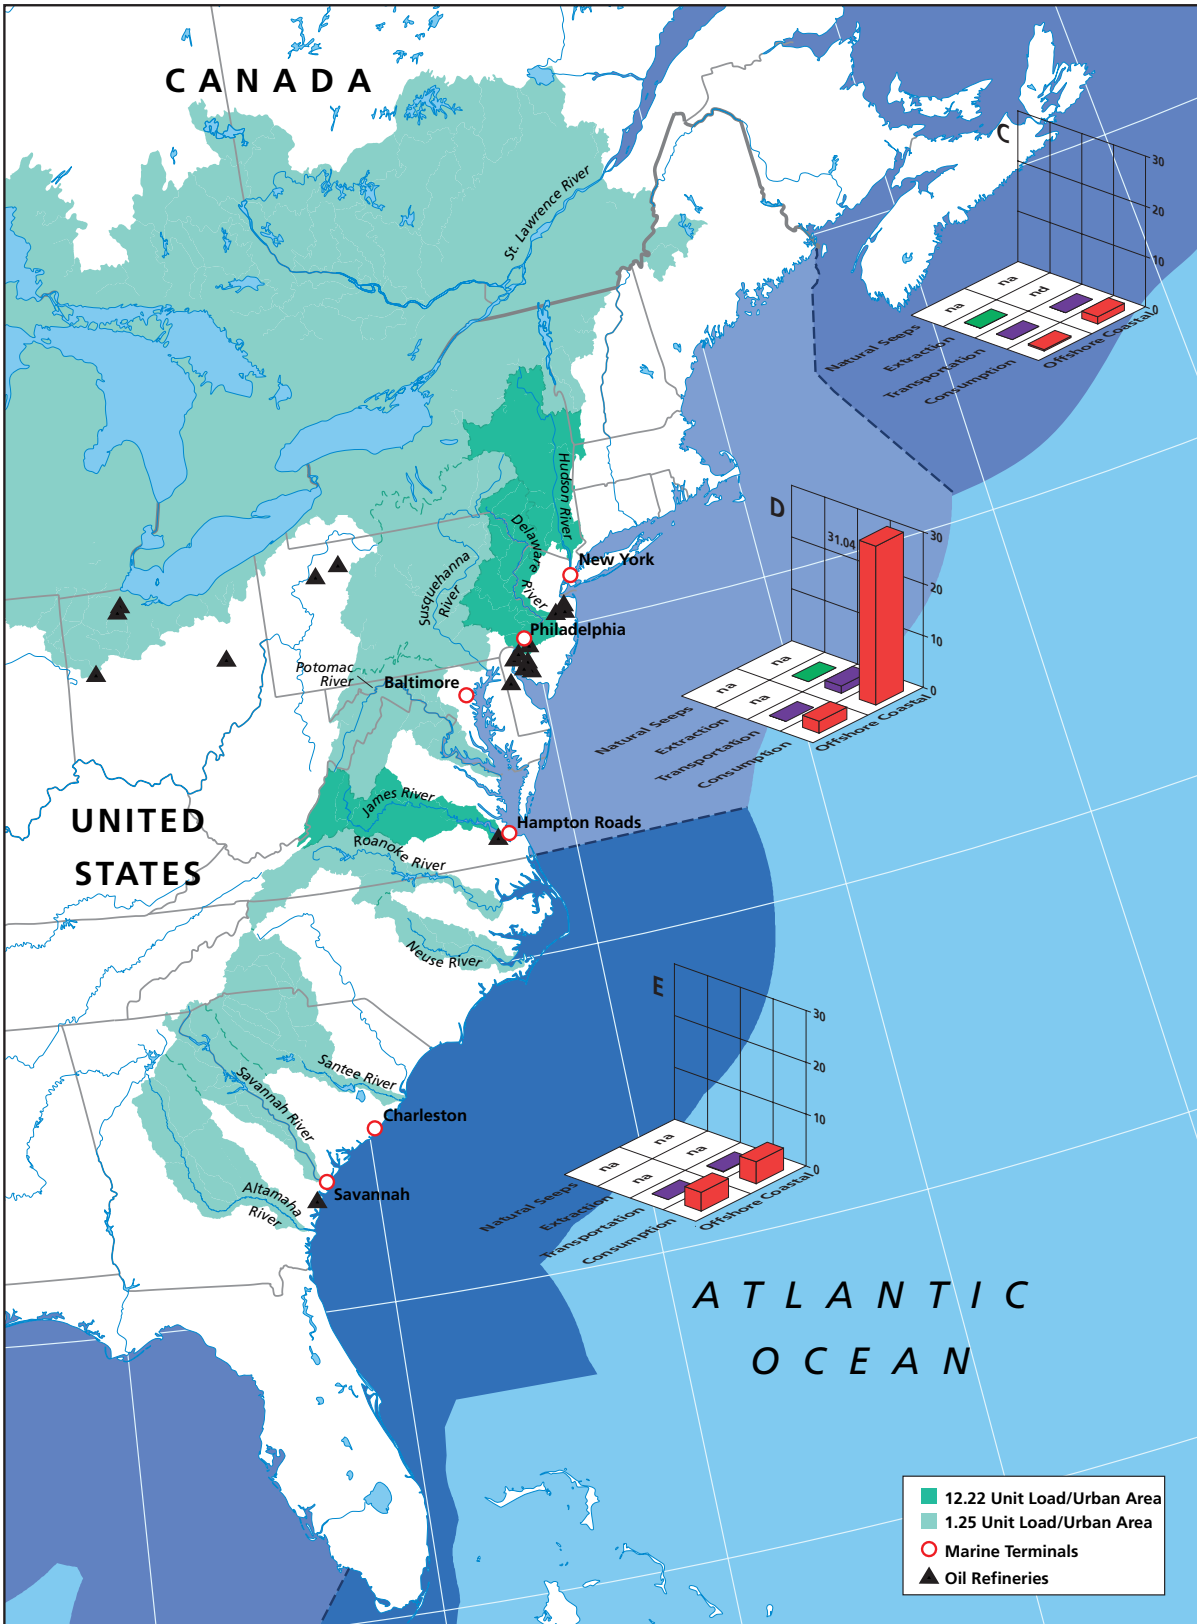 CANADA
St. Lawrence River
C
30
20
10
0
na
na
na
nd
Natural Seeps
Extraction
Transportation
Consumption
Offshore
Coastal
Hudson River
Delaware
River
Susquehanna
River
New York
Philadelphia
Potomac
River
Baltimore
D
31.04
30
20
10
0
na
na
na
Natural Seeps
Extraction
Transportation
Consumption
Offshore
Coastal
UNITED
STATES
James River
Hampton Roads
Roanoke River
Neuse River
E
30
20
10
0
na
na
na
na
Natural Seeps
Extraction
Transportation
Consumption
Offshore
Coastal
Santee River
Savannah River
Charleston
Altamaha
River
Savannah
ATLANTIC
OCEAN
12.22 Unit Load/Urban Area
1.25 Unit Load/Urban Area
Marine Terminals
Oil Refineries